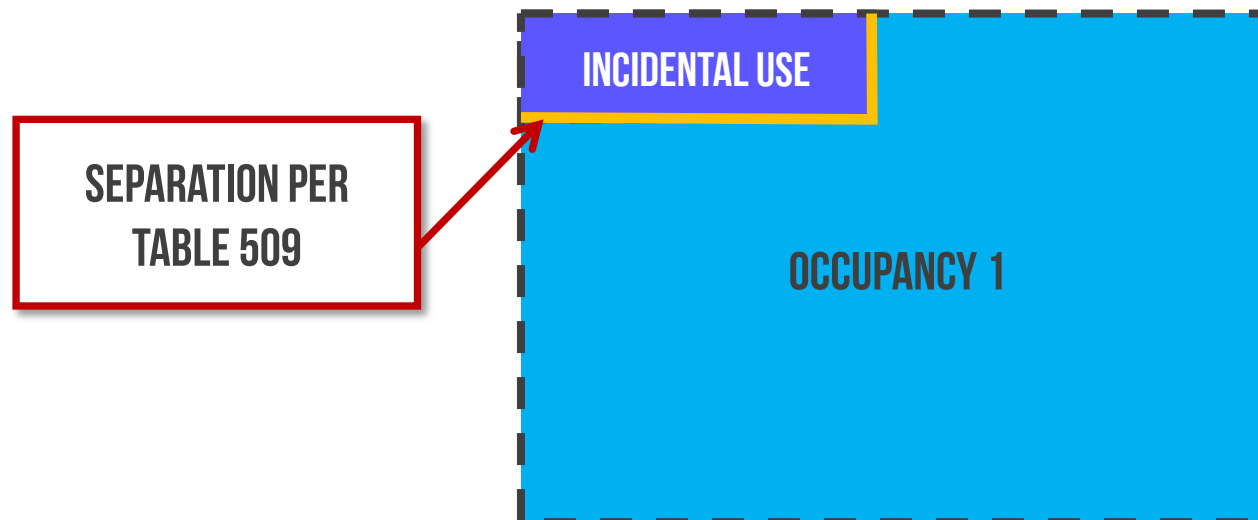 INCIDENTAL USE
SEPARATION PER
TABLE 509
OCCUPANCY 1